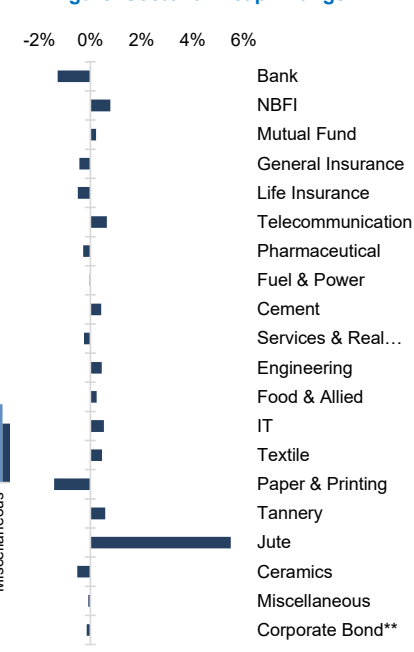 -2% 0% 2% 4% 6%
Bank
NBFI
Mutual Fund
General Insurance
Life Insurance
Telecommunication
Pharmaceutical
Fuel & Power
Cement
Services & Real…
Engineering
Food & Allied
IT
Textile
Paper & Printing
Tannery
Jute
Ceramics
Miscellaneous
Corporate Bond**
Miscellaneous